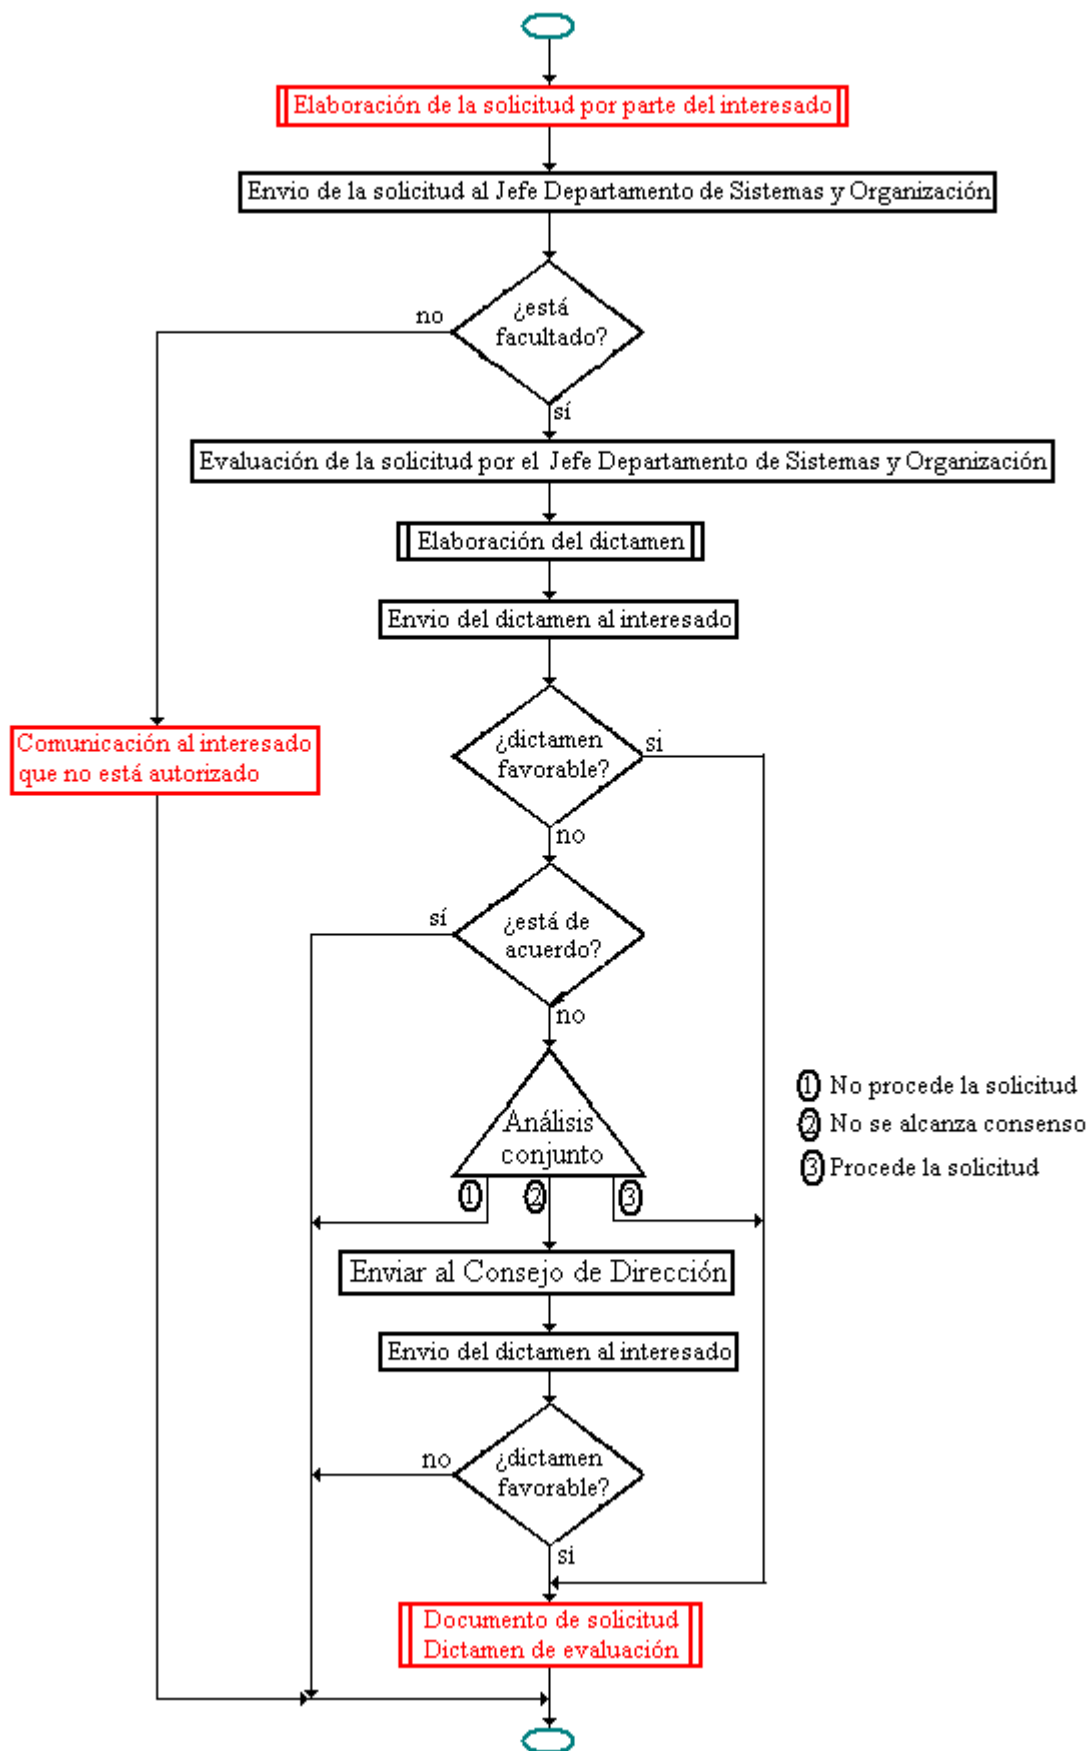 Elaboración de la solicitud por parte del interesado
Envio de la solicitud al Jefe Departamento de Sistemas y Organización
¿está
facultado?
no
sí
Evaluación de la solicitud por el Jefe Departamento de Sistemas y Organización
Elaboración del dictamen
Envio del dictamen al interesado
Comunicación al interesado
que no está autorizado
¿dictamen
favorable?
si
no
¿está de
acuerdo?
sí
no
Análisis
conjunto
1
2
3
1 No procede la solicitud
2 No se alcanza consenso
3 Procede la solicitud
Enviar al Consejo de Dirección
Envio del dictamen al interesado
¿dictamen
favorable?
no
si
Documento de solicitud
Dictamen de evaluación